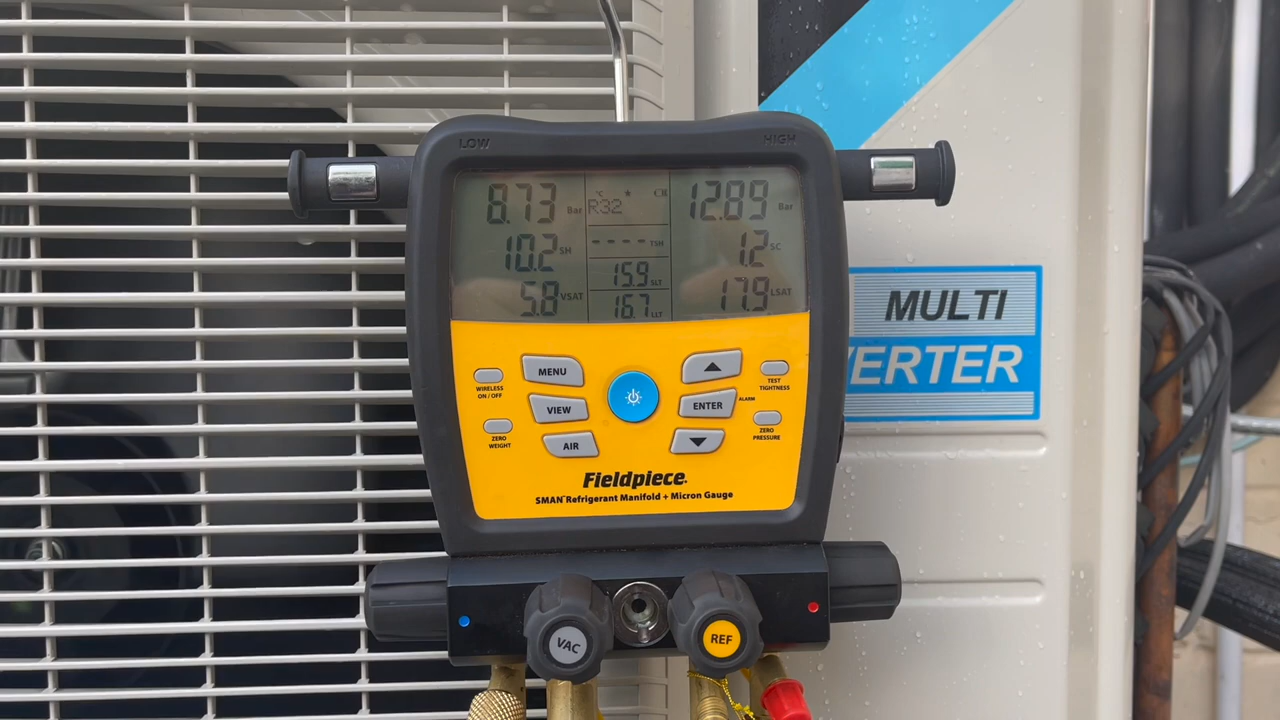 LOW
HIGH
8.73 Bar
°C
R32
12.89 Bar
10.2 SH
---- TSH
1.2 SC
15.9 SLT
5.8 VSAT
16.7 LLT
17.9 LSAT
MULTI
VERTER
WIRELESS
ON / OFF
MENU
TEST
TIGHTNESS
VIEW
ENTER
ALARM
ZERO
WEIGHT
AIR
ZERO
PRESSURE
Fieldpiece
SMAN™ Refrigerant Manifold + Micron Gauge
VAC
REF